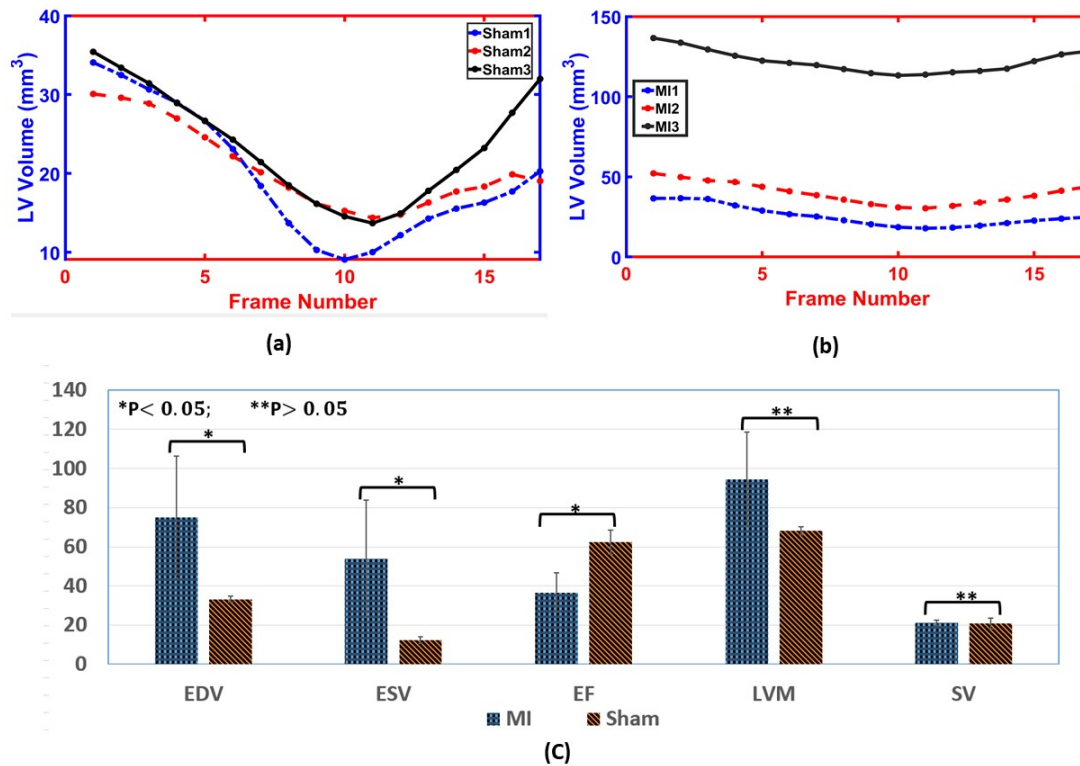 40
30
20
10
LV Volume (mm³)
Sham1
Sham2
Sham3
0 5 10 15
Frame Number
(a)
150
100
50
0
LV Volume (mm³)
MI1
MI2
MI3
0 5 10 15
Frame Number
(b)
*P< 0.05; **P> 0.05
140
120
100
80
60
40
20
0
* * * ** **
EDV ESV EF LVM SV
MI Sham
(C)